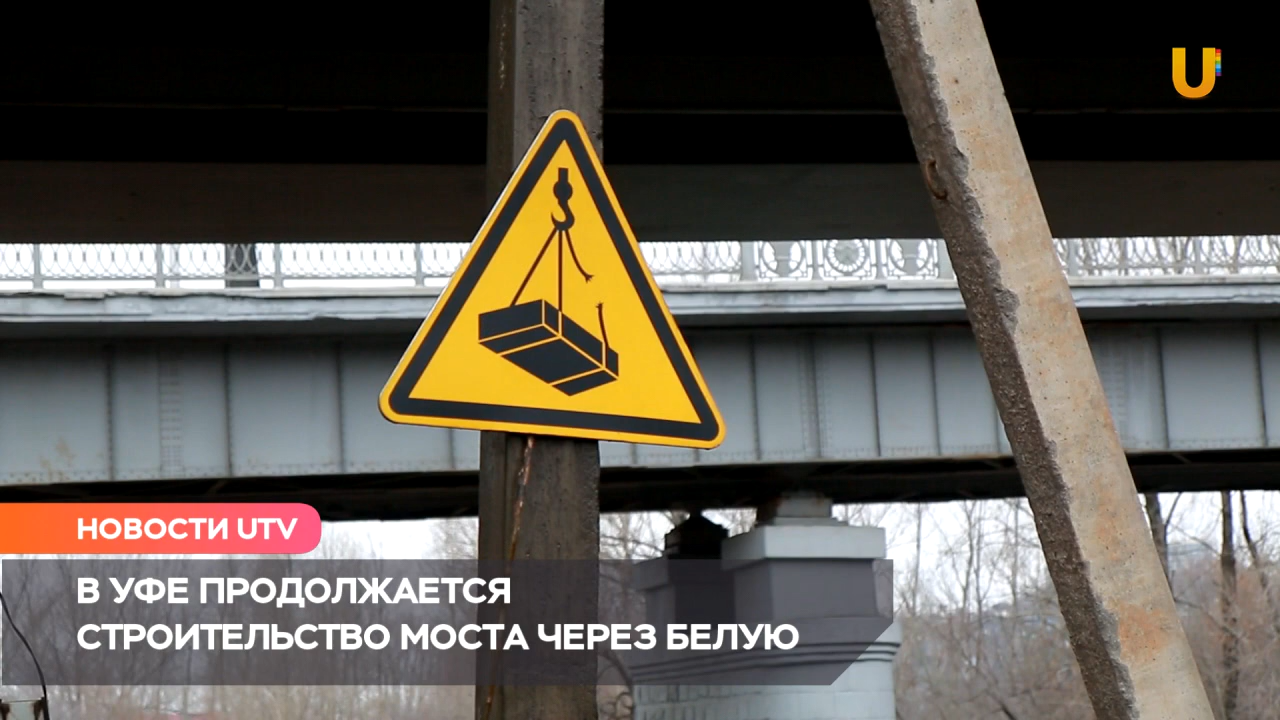 U
НОВОСТИ UTV
В УФЕ ПРОДОЛЖАЕТСЯ
СТРОИТЕЛЬСТВО МОСТА ЧЕРЕЗ БЕЛУЮ